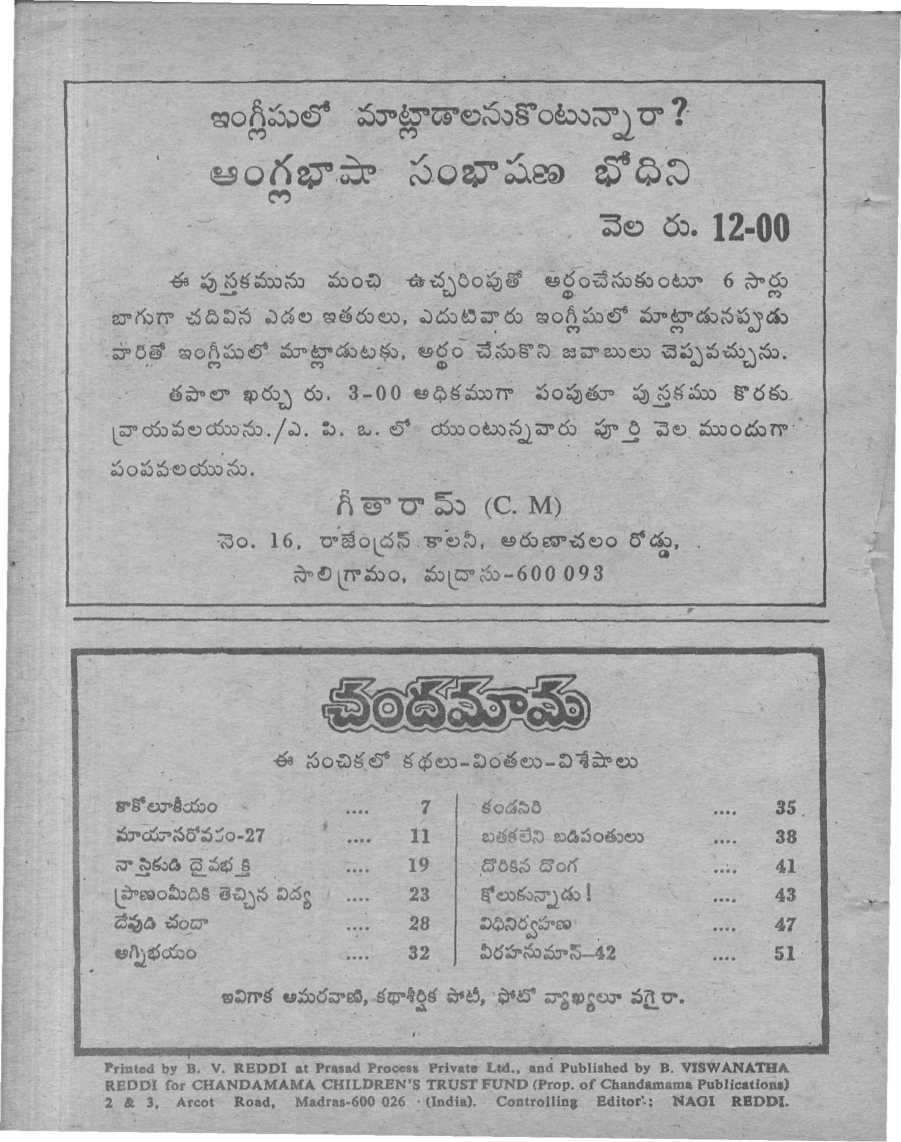 ఇంగ్లీషులో మాట్లాడాలనుకొంటున్నారా ?
ఆంగ్లభాషా సంభాషణ భోధిని
వెల రు. 12-00
ఈ పుస్తకమును మంచి ఉచ్చరింపుతో అర్థంచేసుకుంటూ 6 సార్లు
బాగుగా చదివిన ఎడల ఇతరులు, ఎదుటివారు ఇంగ్లీషులో మాట్లాడునప్పుడు
వారితో ఇంగ్లీషులో మాట్లాడుటకు, అర్థం చేసుకొని జవాబులు చెప్పవచ్చును.
తపాలా ఖర్చు రు. 3-00 అధికముగా పంపుతూ పుస్తకము కొరకు
వ్రాయవలయును./ఎ. పి. ఒ. లో యుంటున్నవారు పూర్తి వెల ముందుగా
పంపవలయును.
గీతారామ్ (C. M)
నెం. 16, రాజేంద్రన్ కాలనీ, అరుణాచలం రోడ్డు,
సాలిగ్రామం, మద్రాసు-600 093
చందమామ
ఈ సంచికలో కథలు-వింతలు-విశేషాలు
కాకోలూకీయం .... 7
మాయాసరోవరం-27 .... 11
నాస్తికుడి దైవభక్తి .... 19
ప్రాణంమీదికి తెచ్చిన విద్య .... 23
దేవుడి చందా .... 28
అగ్నిభయం .... 32
కండసిరి .... 35
బతకలేని బడిపంతులు .... 38
దొరికిన దొంగ .... 41
కోలుకున్నాడు ! .... 43
విధినిర్వహణ .... 47
వీరహనుమాన్–42 .... 51
ఇవిగాక అమరవాణి, కథాశీర్షిక పోటీ, ఫోటో వ్యాఖ్యలూ వగైరా.
Printed by B. V. REDDI at Prasad Process Private Ltd., and Published by B. VISWANATHA
REDDI for CHANDAMAMA CHILDREN'S TRUST FUND (Prop. of Chandamama Publications)
2 & 3, Arcot Road, Madras-600 026 (India). Controlling Editor : NAGI REDDI.